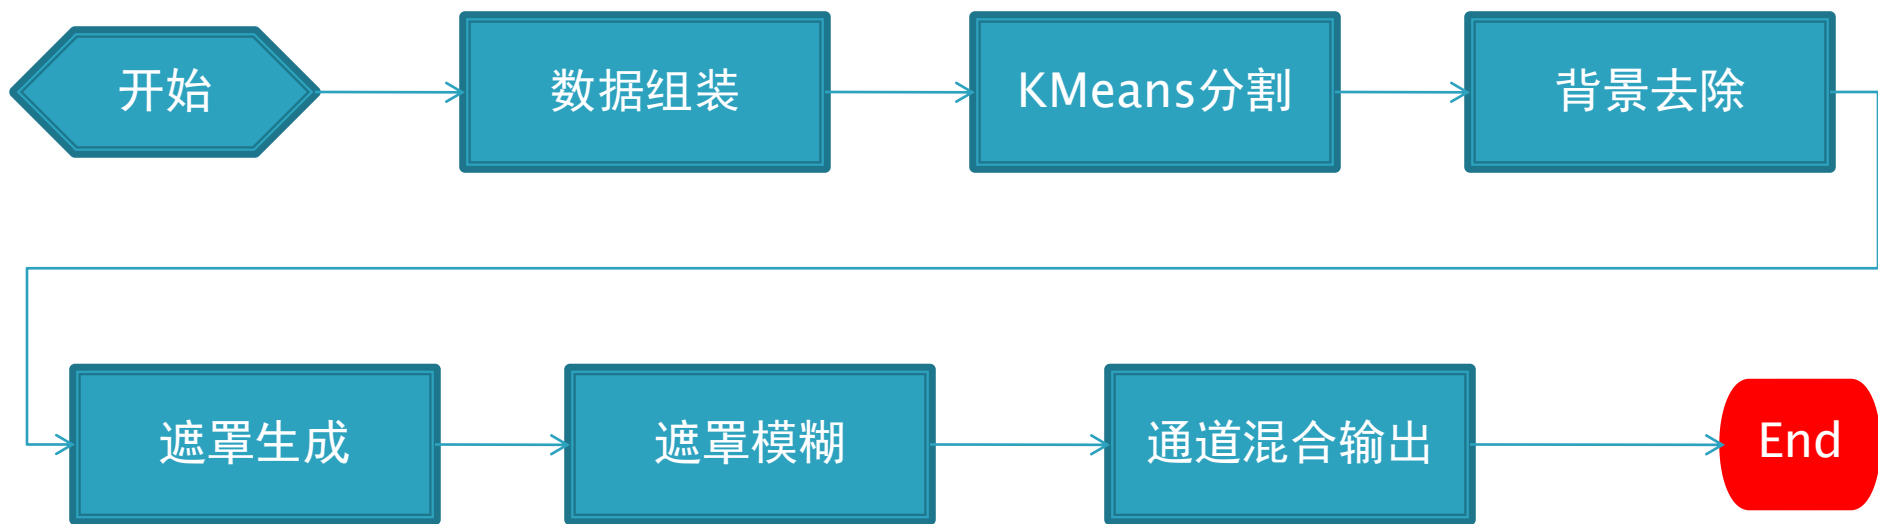 开始
数据组装
KMeans分割
背景去除
遮罩生成
遮罩模糊
通道混合输出
End